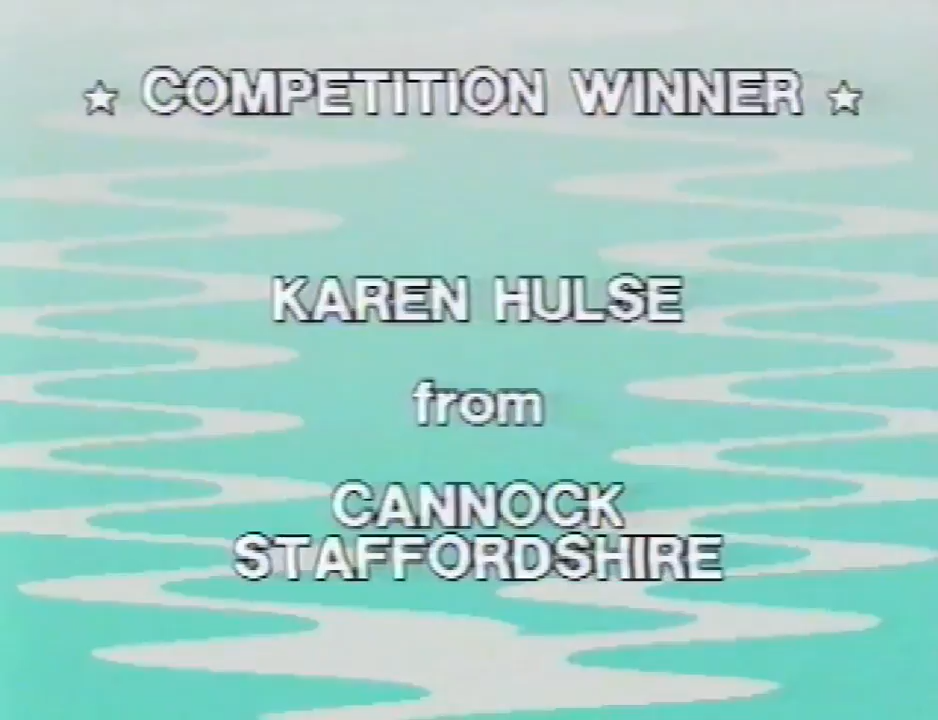 ★ COMPETITION WINNER ★
KAREN HULSE
from
CANNOCK
STAFFORDSHIRE